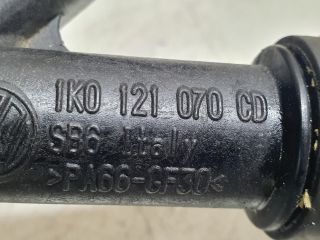 1K0 121 070 CD
SB6 Italy
>PA66-GF30<